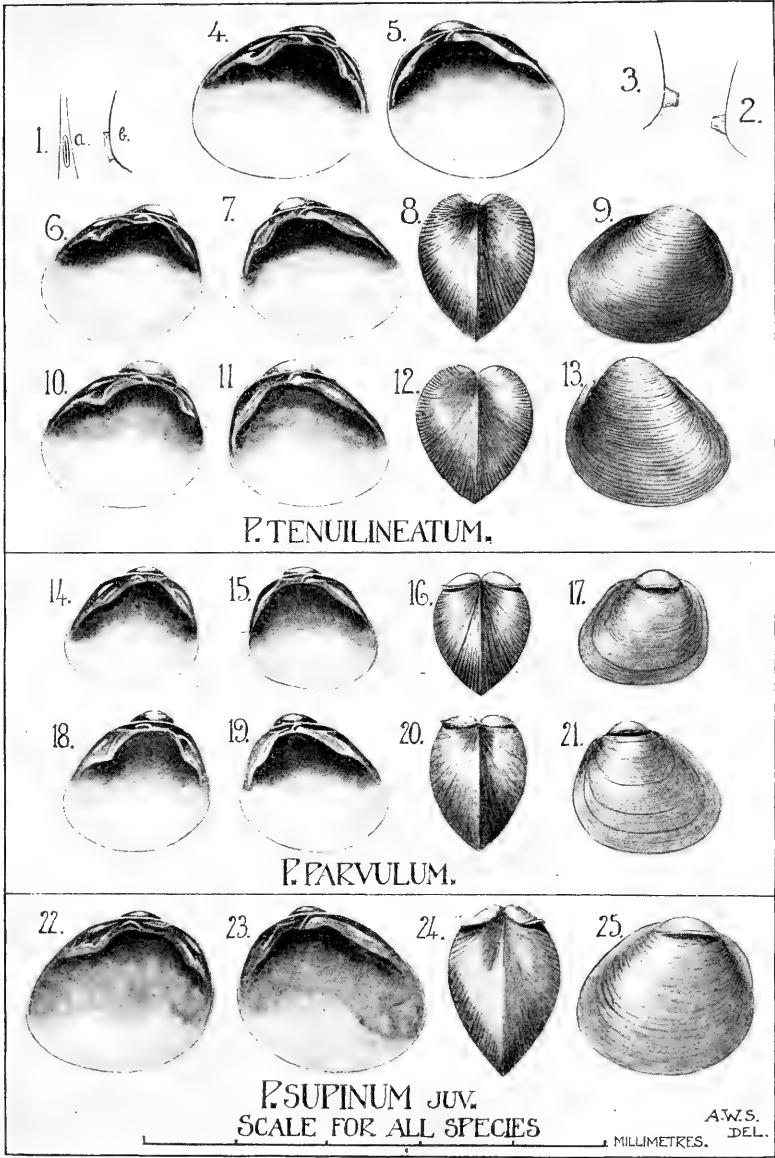 4. 5.
3. 2.
1. a. b.
6. 7. 8. 9.
10. 11 12. 13.
P. TENUILINEATUM.
14. 15. 16. 17.
18. 19. 20. 21.
P. PARVULUM.
22. 23. 24. 25.
P. SUPINUM JUV.
SCALE FOR ALL SPECIES
MILLIMETRES.
A.W.S.
DEL.